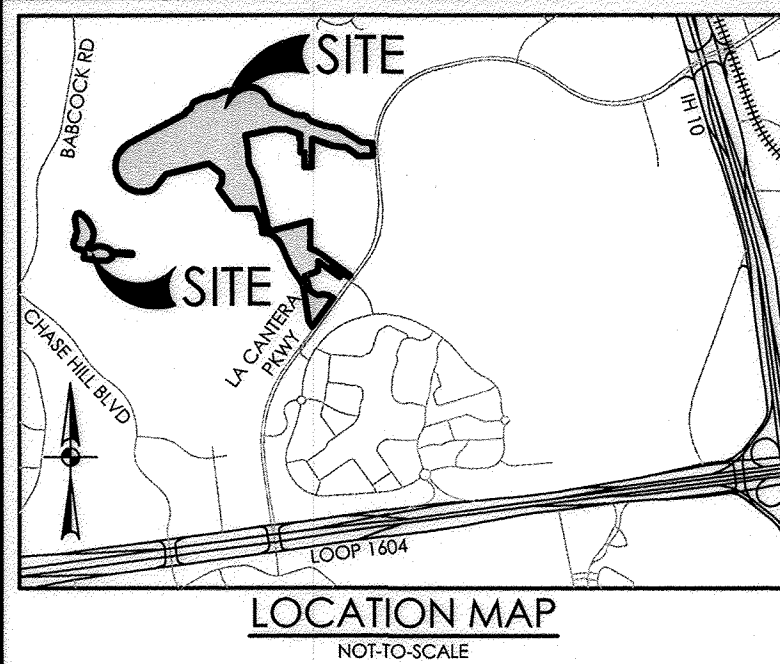 SITE
BABCOCK RD
IH 10
SITE
LA CANTERA
PKWY
CHASE HILL BLVD
LOOP 1604
LOCATION MAP
NOT-TO-SCALE